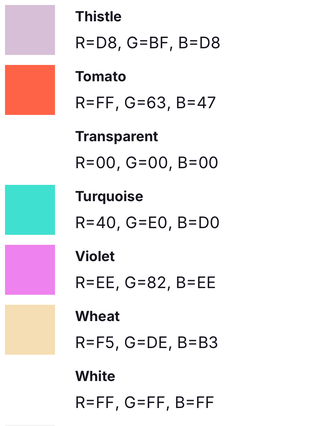 Thistle
R=D8, G=BF, B=D8
Tomato
R=FF, G=63, B=47
Transparent
R=00, G=00, B=00
Turquoise
R=40, G=E0, B=D0
Violet
R=EE, G=82, B=EE
Wheat
R=F5, G=DE, B=B3
White
R=FF, G=FF, B=FF